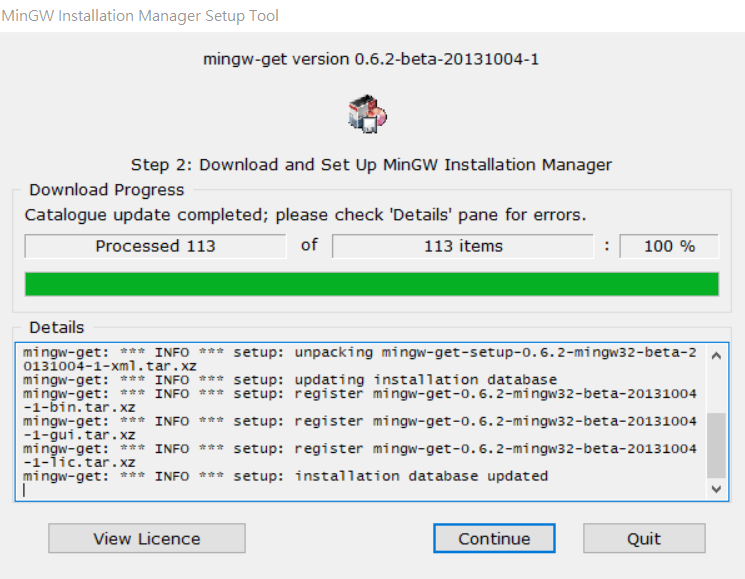 MinGW Installation Manager Setup Tool
mingw-get version 0.6.2-beta-20131004-1
Step 2: Download and Set Up MinGW Installation Manager
Download Progress
Catalogue update completed; please check 'Details' pane for errors.
Processed 113 of 113 items : 100 %
Details
mingw-get: *** INFO *** setup: unpacking mingw-get-setup-0.6.2-mingw32-beta-2
0131004-1-xml.tar.xz
mingw-get: *** INFO *** setup: updating installation database
mingw-get: *** INFO *** setup: register mingw-get-0.6.2-mingw32-beta-20131004
-1-bin.tar.xz
mingw-get: *** INFO *** setup: register mingw-get-0.6.2-mingw32-beta-20131004
-1-gui.tar.xz
mingw-get: *** INFO *** setup: register mingw-get-0.6.2-mingw32-beta-20131004
-1-lic.tar.xz
mingw-get: *** INFO *** setup: installation database updated
View Licence Continue Quit